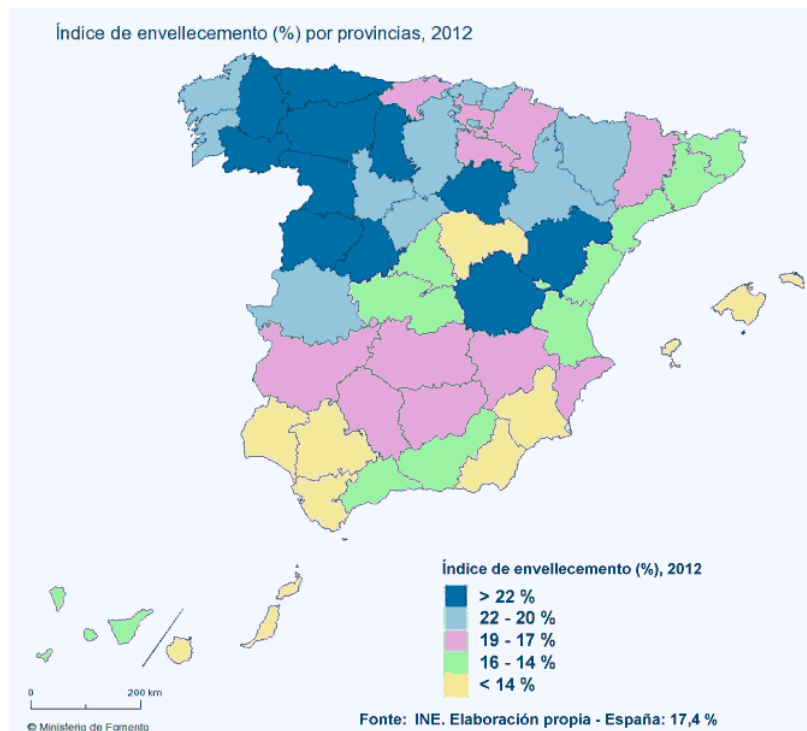 Índice de envellecemento (%) por provincias, 2012
Índice de envellecemento (%), 2012
> 22 %
22 - 20 %
19 - 17 %
16 - 14 %
< 14 %
0 200 km
© Ministerio de Fomento
Fonte: INE. Elaboración propia - España: 17,4 %